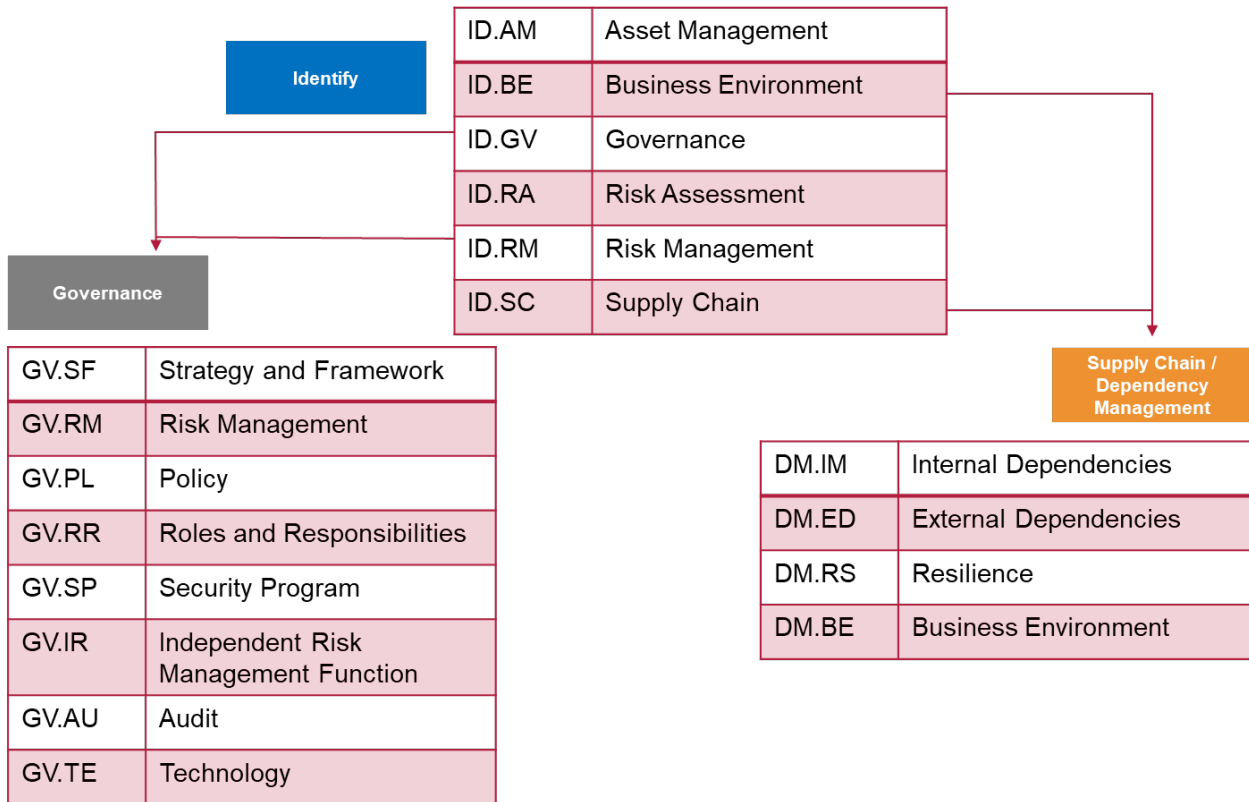 Identify
ID.AM Asset Management
ID.BE Business Environment
ID.GV Governance
ID.RA Risk Assessment
ID.RM Risk Management
ID.SC Supply Chain
Governance
GV.SF Strategy and Framework
GV.RM Risk Management
GV.PL Policy
GV.RR Roles and Responsibilities
GV.SP Security Program
GV.IR Independent Risk
Management Function
GV.AU Audit
GV.TE Technology
Supply Chain /
Dependency
Management
DM.IM Internal Dependencies
DM.ED External Dependencies
DM.RS Resilience
DM.BE Business Environment